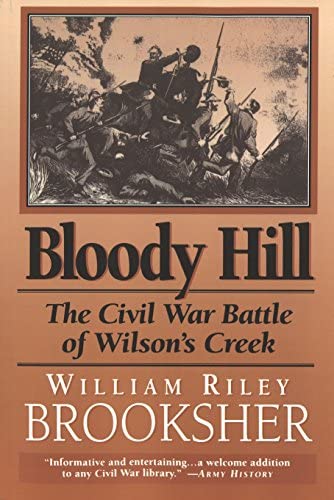 Bloody Hill
The Civil War Battle
of Wilson's Creek
WILLIAM RILEY
BROOKSHER
"Informative and entertaining...a welcome addition
to any Civil War library." —ARMY HISTORY